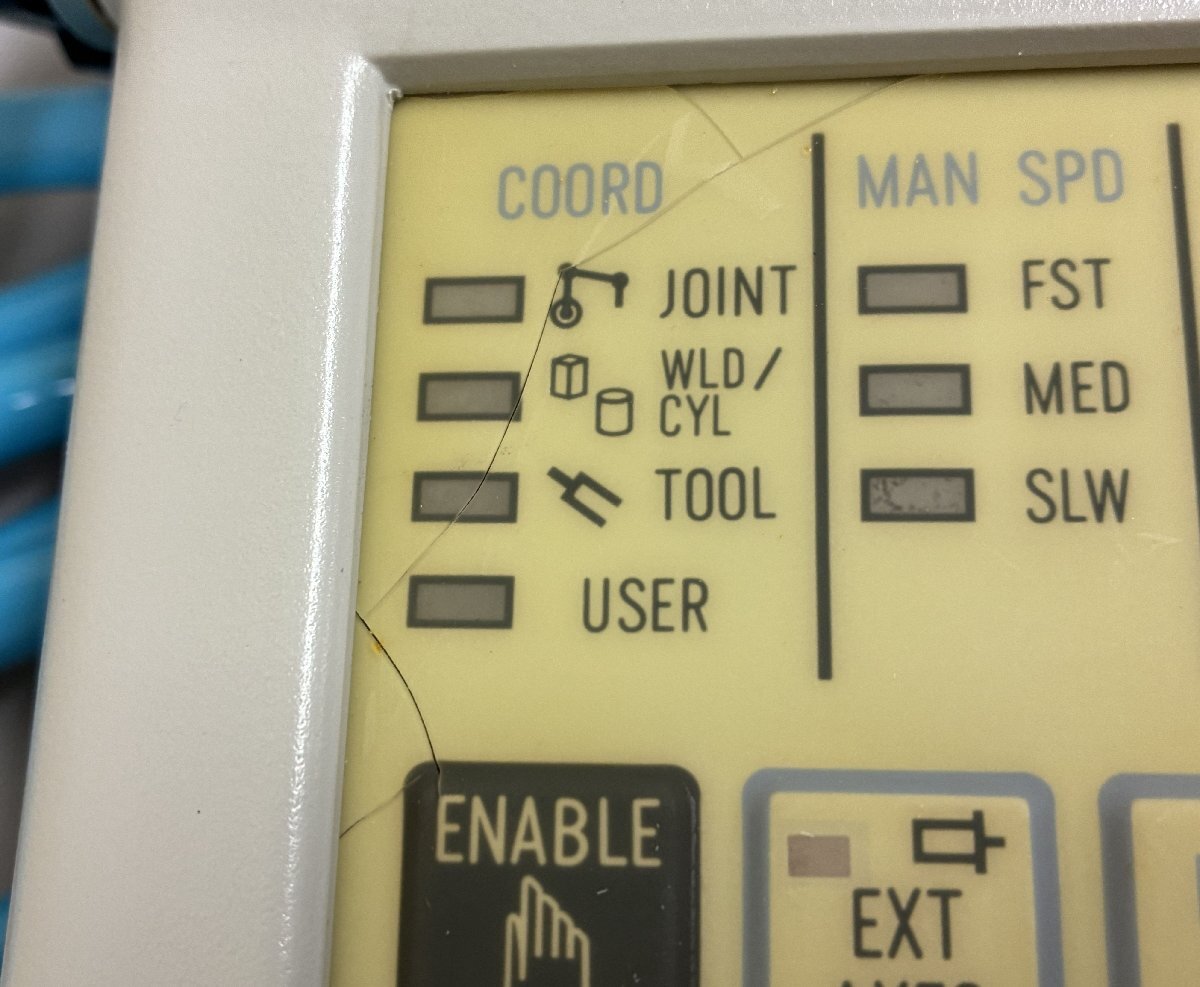 COORD
JOINT
WLD/
CYL
TOOL
USER
MAN SPD
FST
MED
SLW
ENABLE
EXT